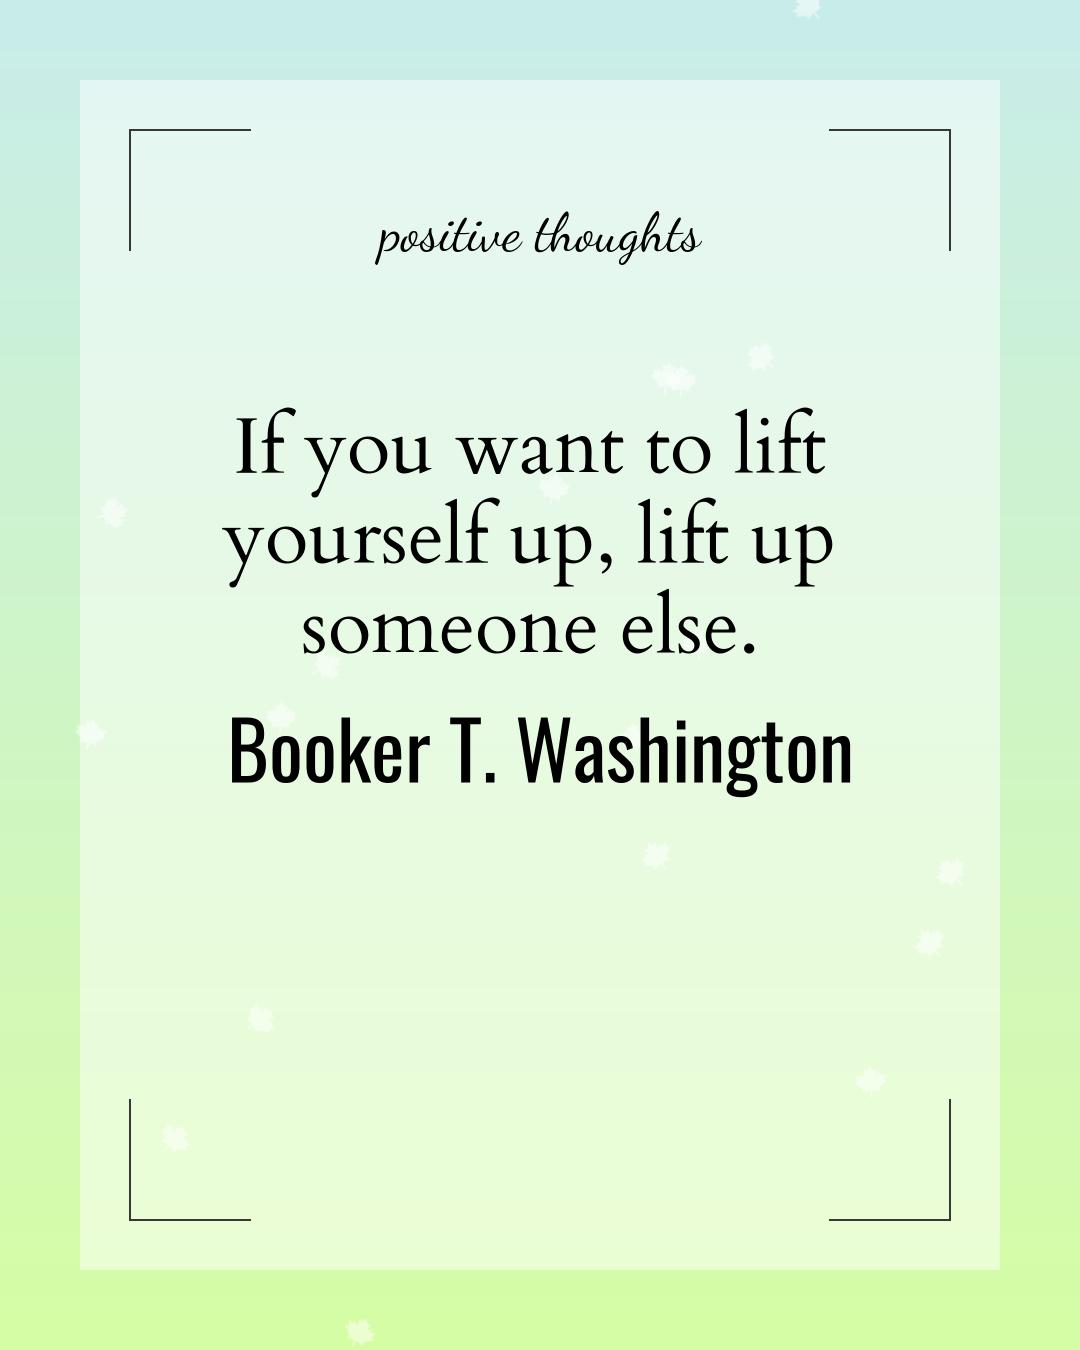 positive thoughts
If you want to lift
yourself up, lift up
someone else.
Booker T. Washington